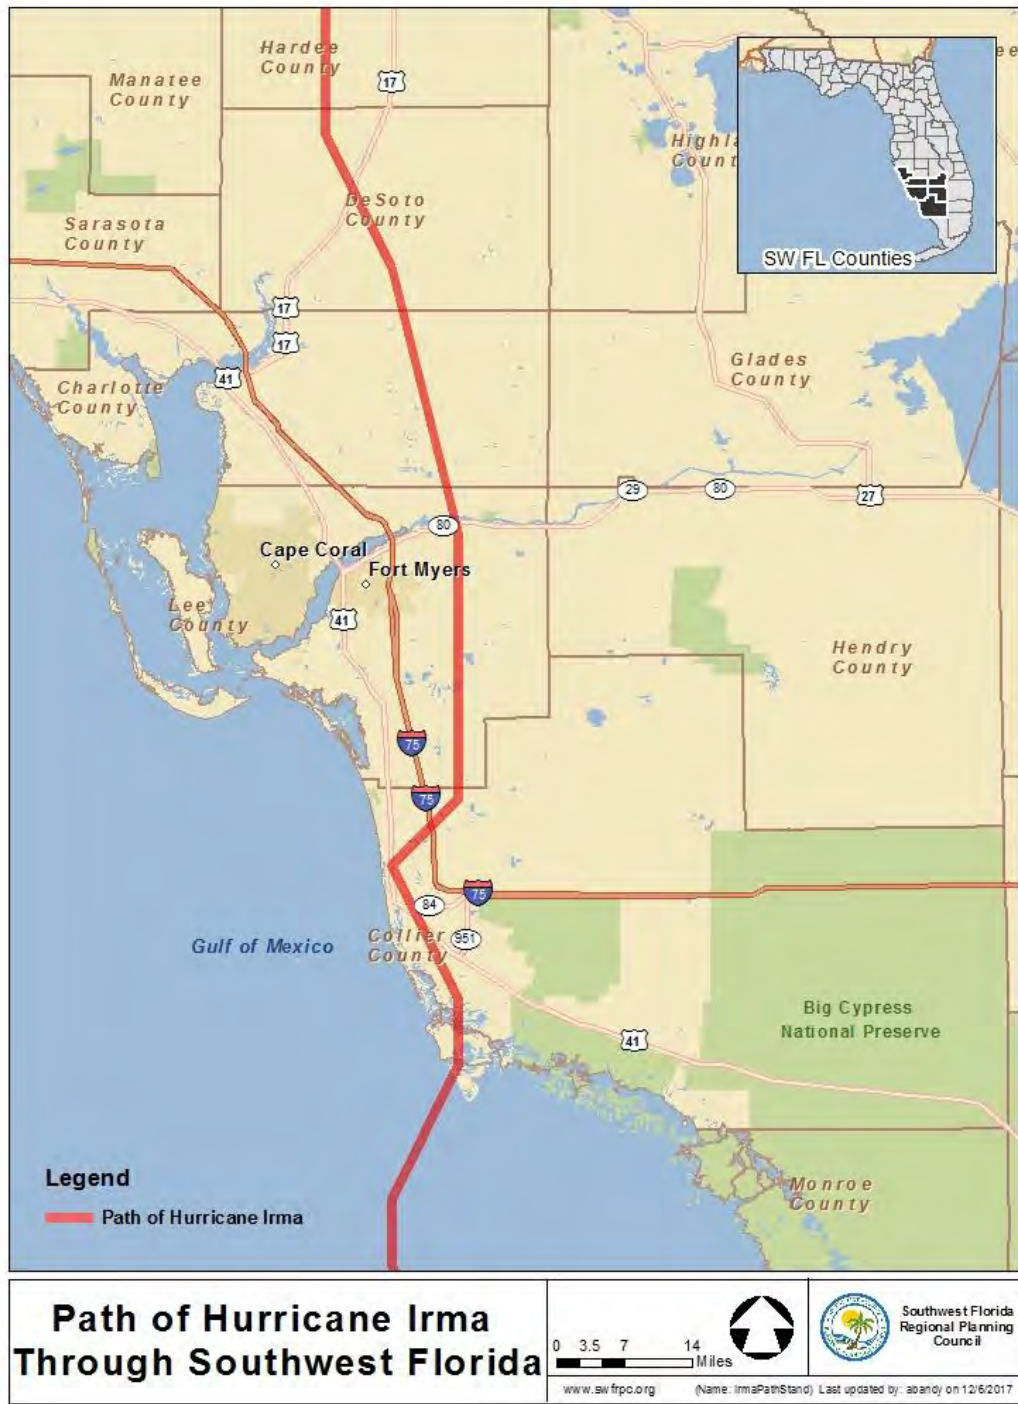 Hardee
County
Manatee
County
17
Highla
Count
ee
SW FL Counties
DeSoto
County
Sarasota
County
17
17
41
Charlotte
County
Glades
County
29
80
27
80
Cape Coral
Fort Myers
Lee
County
41
Hendry
County
75
75
75
84
951
Collier
County
Gulf of Mexico
Big Cypress
National Preserve
41
Monroe
County
Legend
Path of Hurricane Irma
Path of Hurricane Irma
Through Southwest Florida
0 3.5 7 14
Miles
Southwest Florida
Regional Planning
Council
www.swfrpc.org (Name: IrmaPathStand) Last updated by: abandy on 12/6/2017